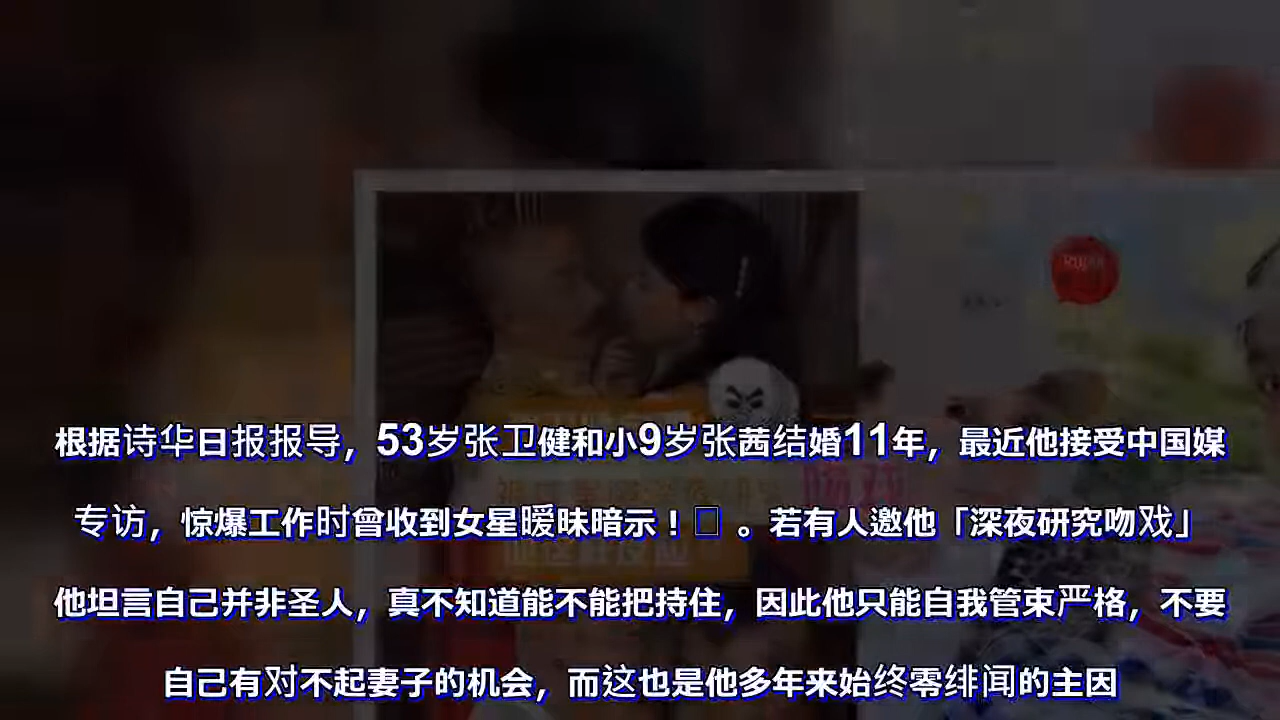 根据诗华日报报导，53岁张卫健和小9岁张茜结婚11年，最近他接受中国媒
专访，惊爆工作时曾收到女星暧昧暗示！ 。若有人邀他「深夜研究吻戏」
他坦言自己并非圣人，真不知道能不能把持住，因此他只能自我管束严格，不要
自己有对不起妻子的机会，而这也是他多年来始终零绯闻的主因